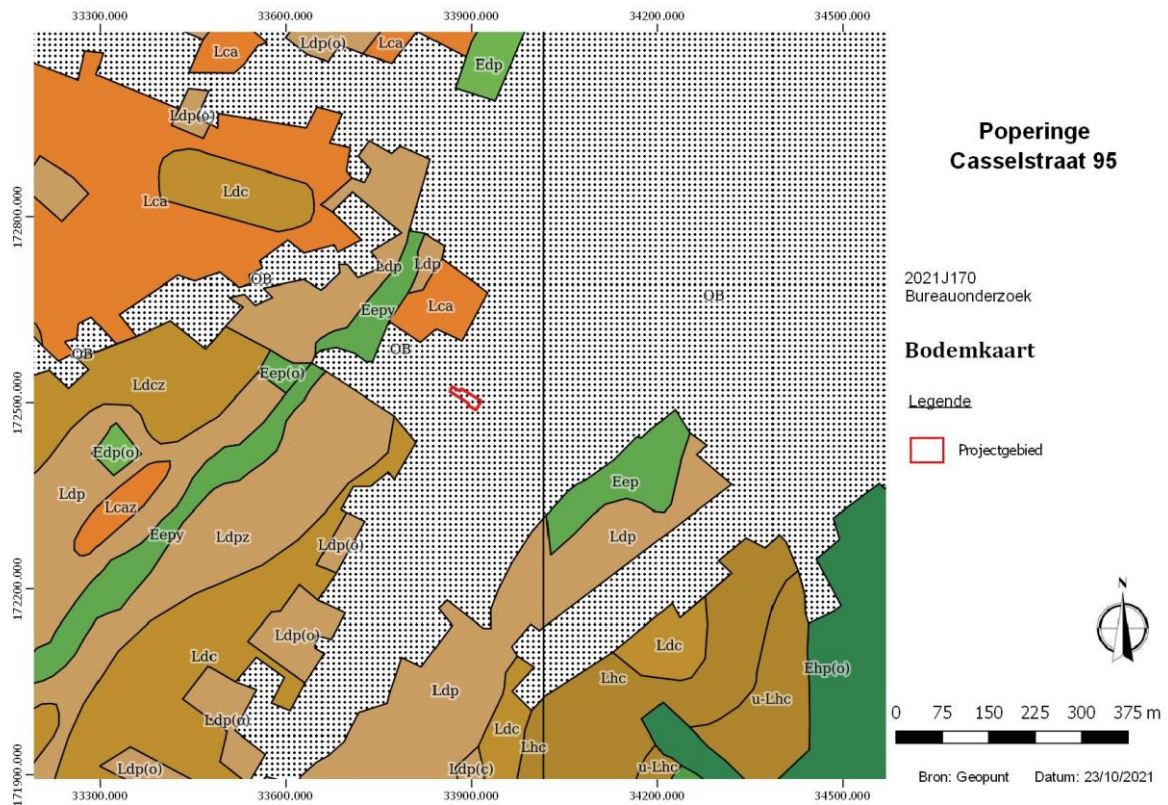 33300.000 33600.000 33900.000 34200.000 34500.000
Lca
Ldp(o)
Lca
Edp
Ldp(o)
172800.000
Lca
Ldc
Ldp
Ldp
OB
Eepy
Lca
OB
OB
OB
Eep(o)
Ldcz
172500.000
Edp(o)
Ldp
Lcaz
Eep
Eepy
Ldpz
Ldp(o)
Ldp
172200.000
Ldp(o)
Ldc
Ldc
Lhc
Ehp(o)
Ldp
u-Lhc
Ldp(o)
Ldc
Lhc
Ldp(o)
Ldp(c)
u-Lhc
171900.000
33300.000 33600.000 33900.000 34200.000 34500.000
Poperinge
Casselstraat 95
2021J170
Bureauonderzoek
Bodemkaart
Legende
Projectgebied
N
0 75 150 225 300 375 m
Bron: Geopunt Datum: 23/10/2021